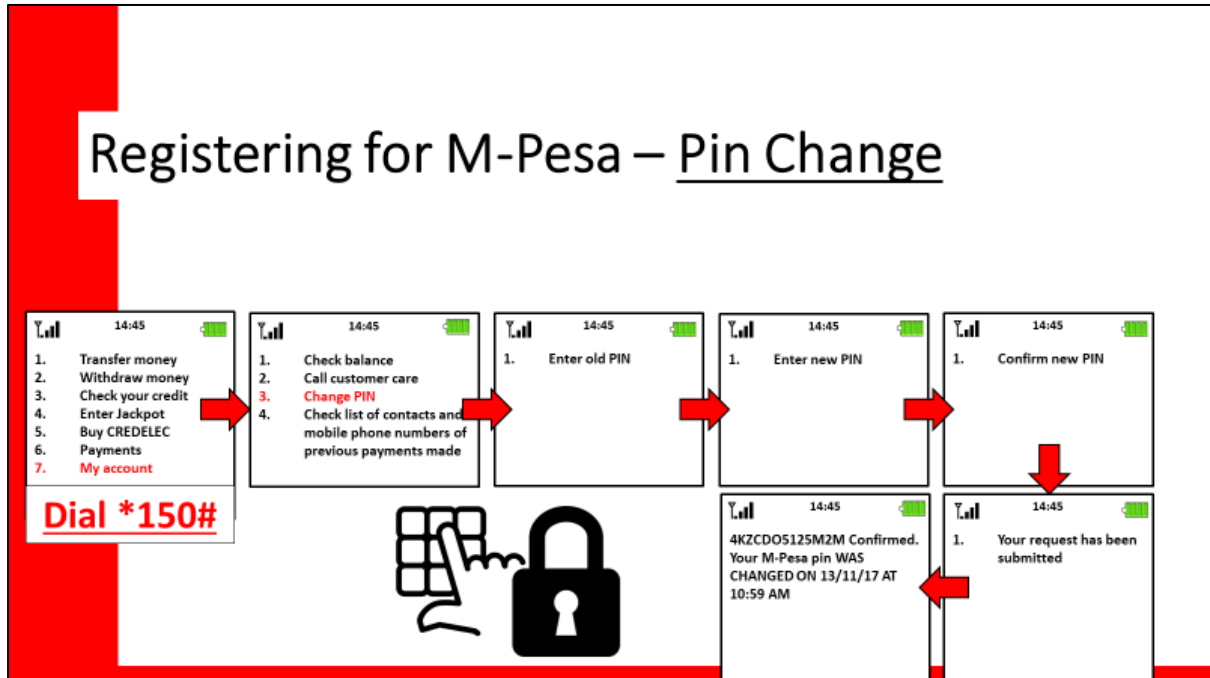 Registering for M-Pesa – Pin Change
14:45
1. Transfer money
2. Withdraw money
3. Check your credit
4. Enter Jackpot
5. Buy CREDELEC
6. Payments
7. My account
Dial *150#
14:45
1. Check balance
2. Call customer care
3. Change PIN
4. Check list of contacts and
mobile phone numbers of
previous payments made
14:45
1. Enter old PIN
14:45
1. Enter new PIN
14:45
1. Confirm new PIN
14:45
1. Your request has been
submitted
14:45
4KZCDO5125M2M Confirmed.
Your M-Pesa pin WAS
CHANGED ON 13/11/17 AT
10:59 AM